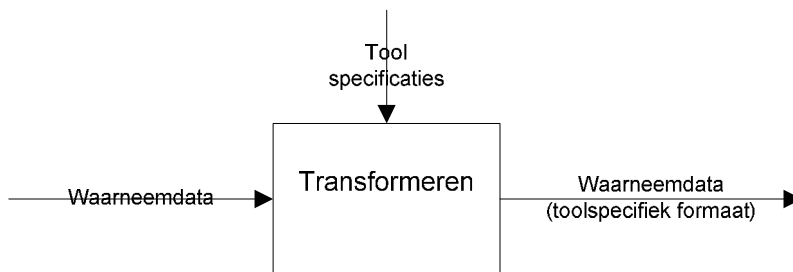 Tool
specificaties
Transformeren
Waarneemdata
Waarneemdata
(toolspecifiek formaat)